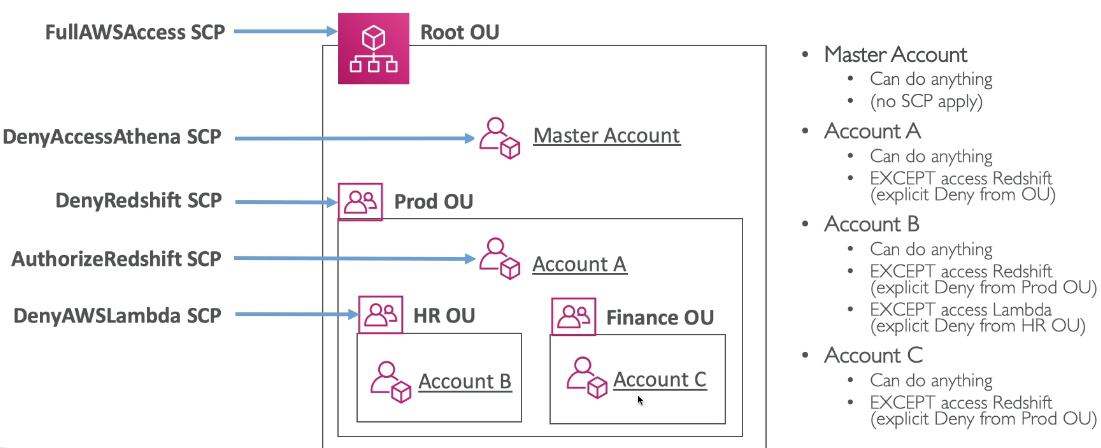 FullAWSAccess SCP
Root OU
DenyAccessAthena SCP
Master Account
DenyRedshift SCP
Prod OU
AuthorizeRedshift SCP
Account A
DenyAWSLambda SCP
HR OU
Finance OU
Account B
Account C
• Master Account
• Can do anything
• (no SCP apply)
• Account A
• Can do anything
• EXCEPT access Redshift
(explicit Deny from OU)
• Account B
• Can do anything
• EXCEPT access Redshift
(explicit Deny from Prod OU)
• EXCEPT access Lambda
(explicit Deny from HR OU)
• Account C
• Can do anything
• EXCEPT access Redshift
(explicit Deny from Prod OU)